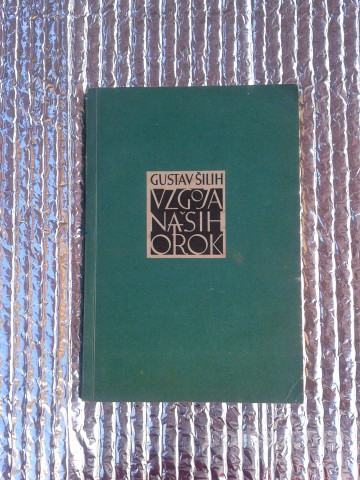 GUSTAV ŠILIH
VZGOJA
NAŠIH
OTROK